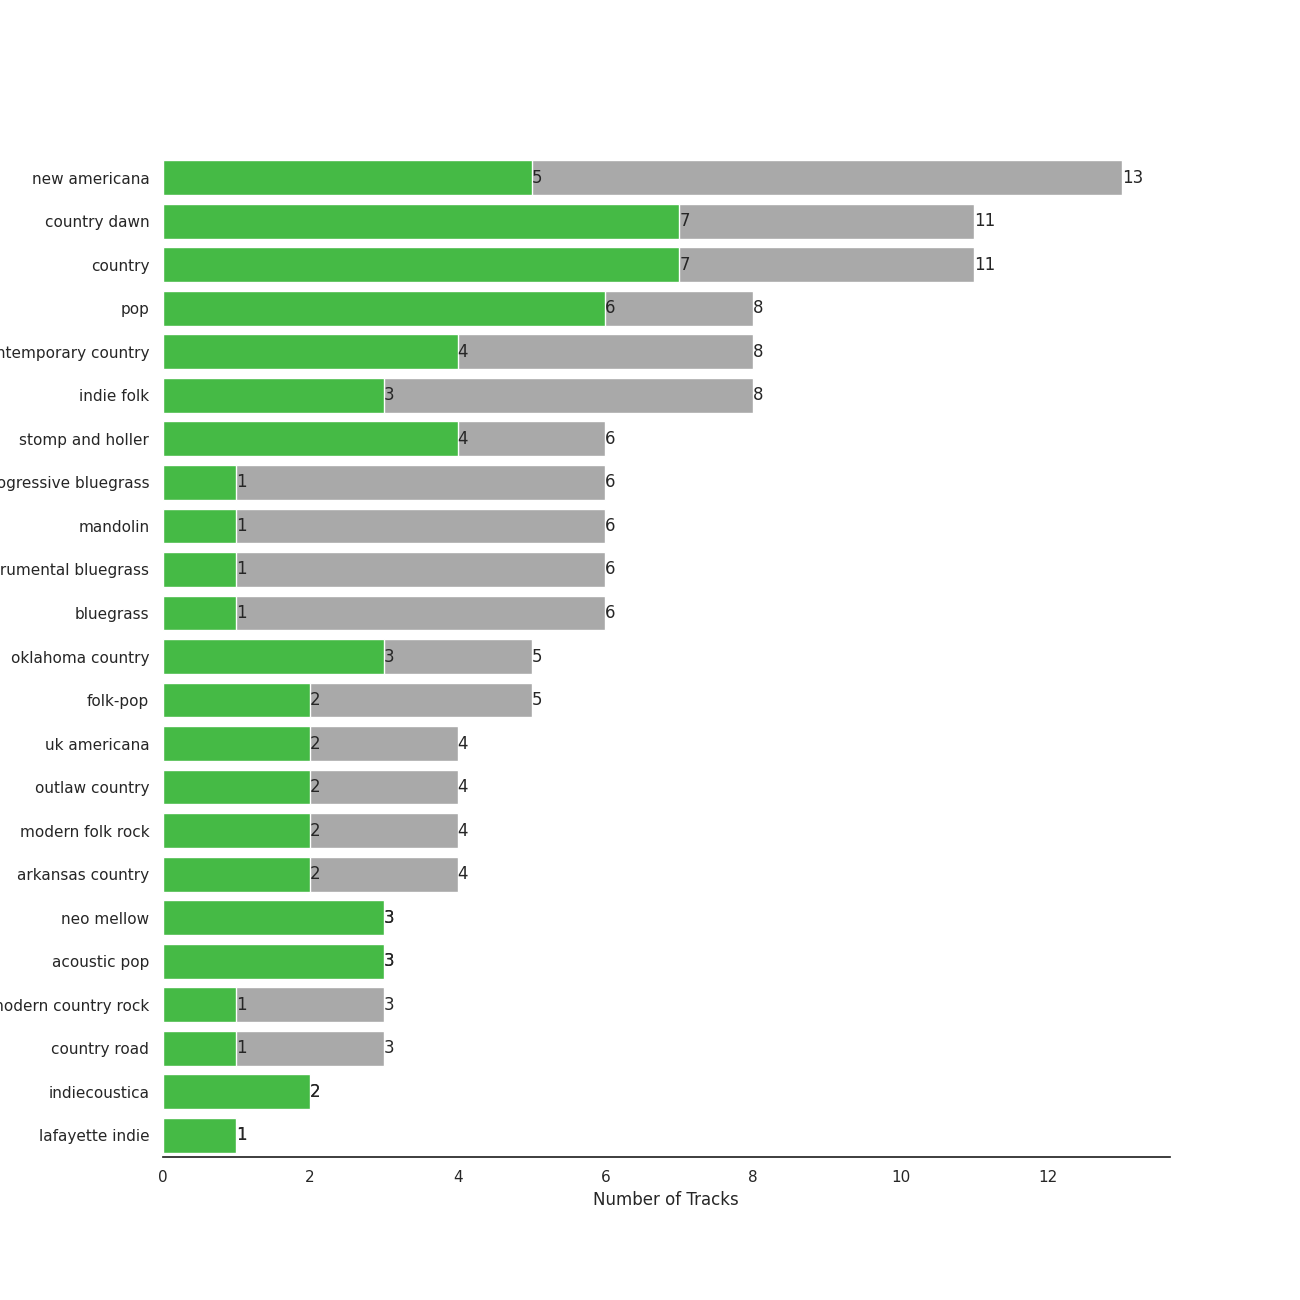 new americana 5 13
country dawn 7 11
country 7 11
pop 6 8
ntemporary country 4 8
indie folk 3 8
stomp and holler 4 6
ogressive bluegrass 1 6
mandolin 1 6
rumental bluegrass 1 6
bluegrass 1 6
oklahoma country 3 5
folk-pop 2 5
uk americana 2 4
outlaw country 2 4
modern folk rock 2 4
arkansas country 2 4
neo mellow 3
acoustic pop 3
modern country rock 1 3
country road 1 3
indiecoustica 2
lafayette indie 1
0 2 4 6 8 10 12
Number of Tracks